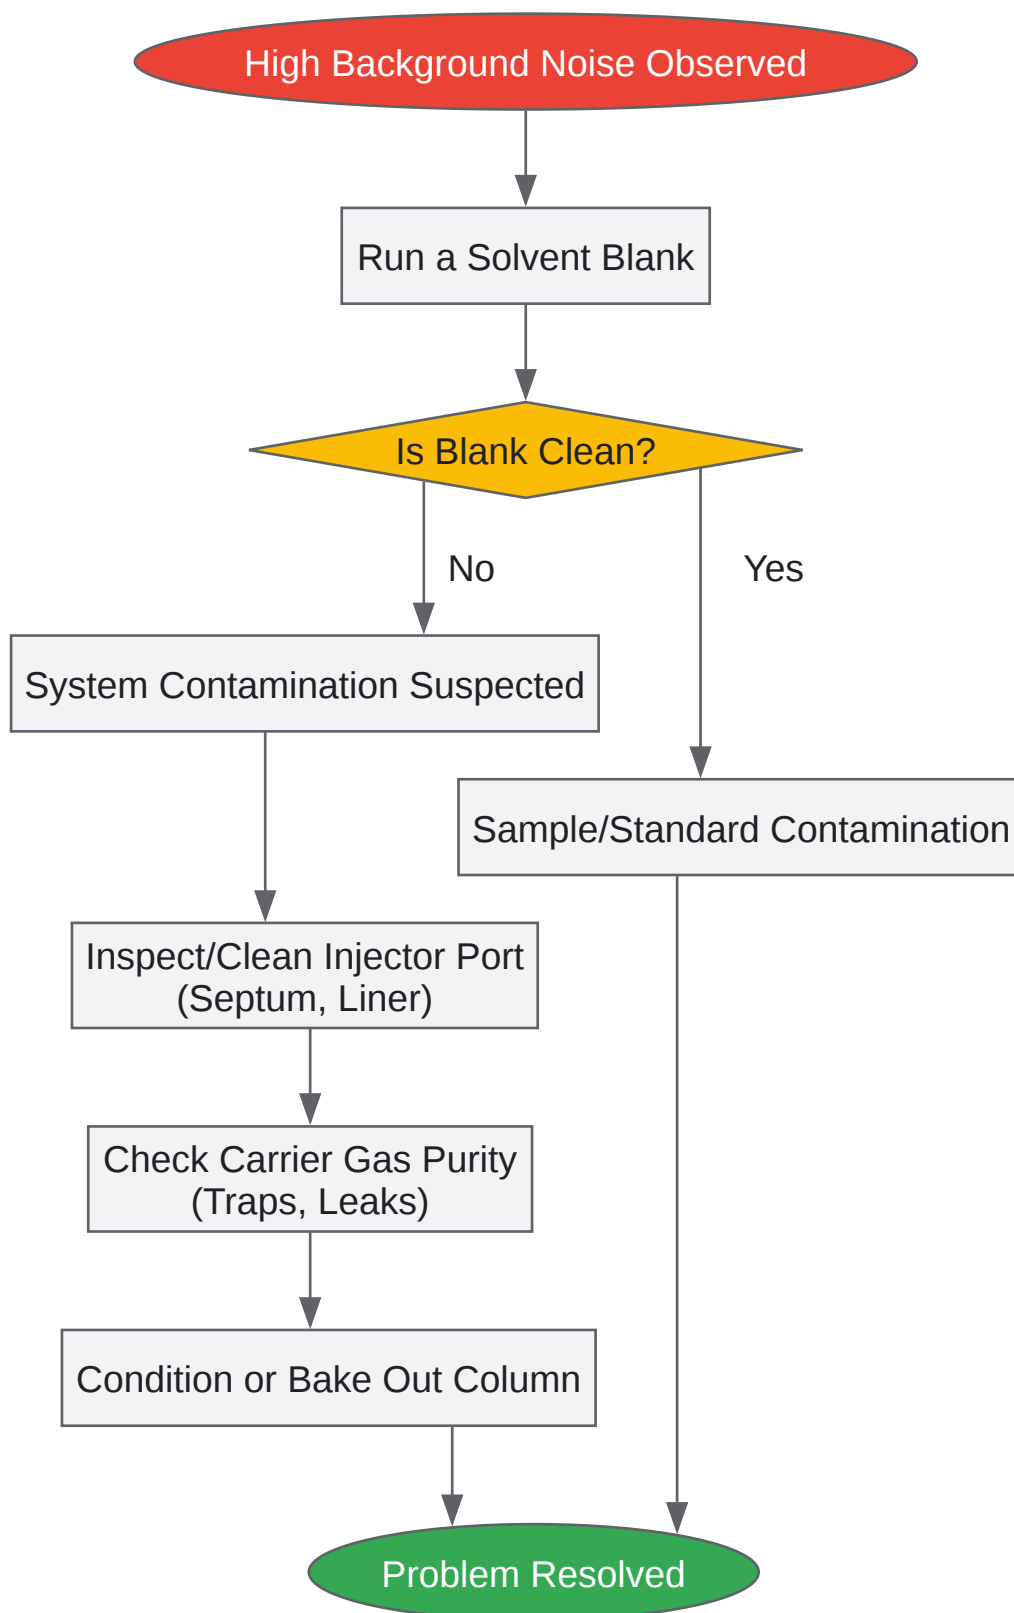 High Background Noise Observed
Run a Solvent Blank
Is Blank Clean?
No
Yes
System Contamination Suspected
Sample/Standard Contamination
Inspect/Clean Injector Port
(Septum, Liner)
Check Carrier Gas Purity
(Traps, Leaks)
Condition or Bake Out Column
Problem Resolved